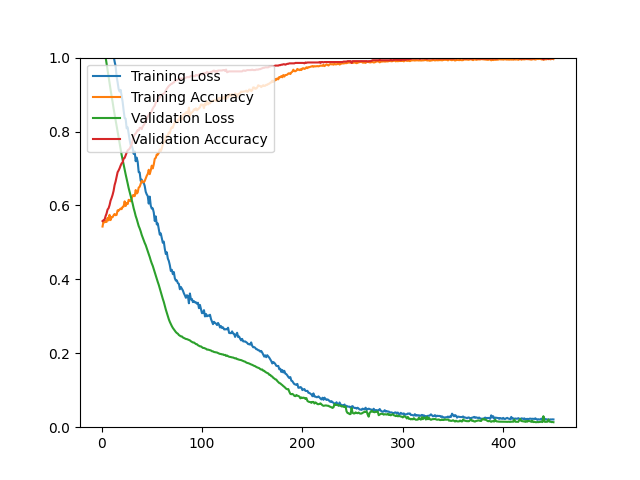 1.0
0.8
0.6
0.4
0.2
0.0
Training Loss
Training Accuracy
Validation Loss
Validation Accuracy
0 100 200 300 400